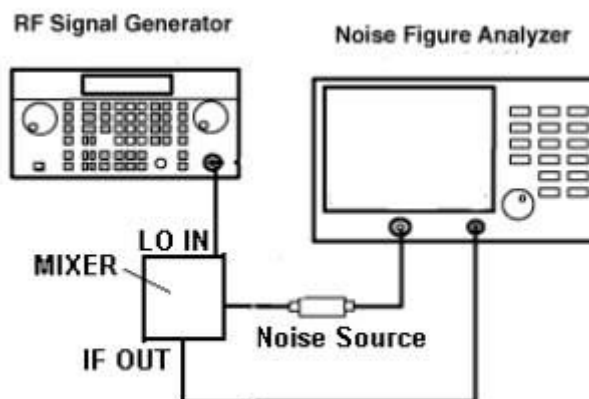 RF Signal Generator
Noise Figure Analyzer
LO IN
MIXER
Noise Source
IF OUT